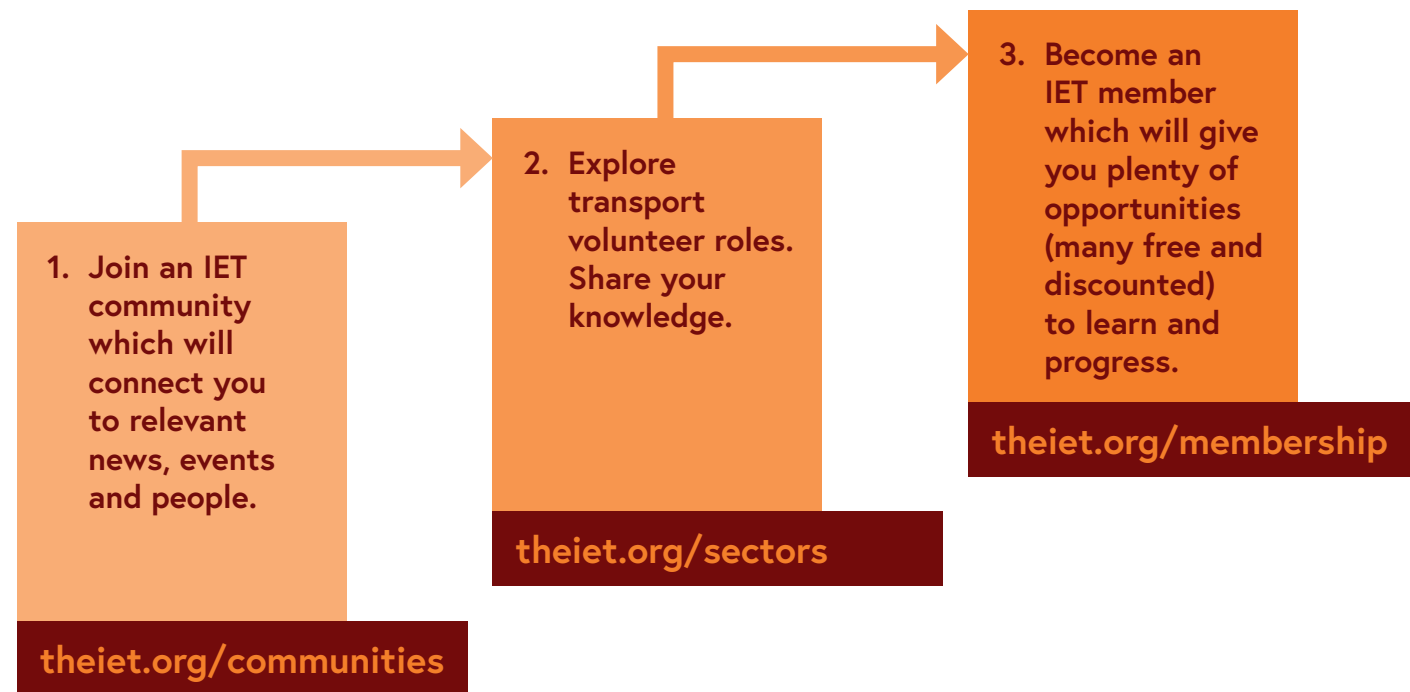 1. Join an IET
community
which will
connect you
to relevant
news, events
and people.
theiet.org/communities
2. Explore
transport
volunteer roles.
Share your
knowledge.
theiet.org/sectors
3. Become an
IET member
which will give
you plenty of
opportunities
(many free and
discounted)
to learn and
progress.
theiet.org/membership